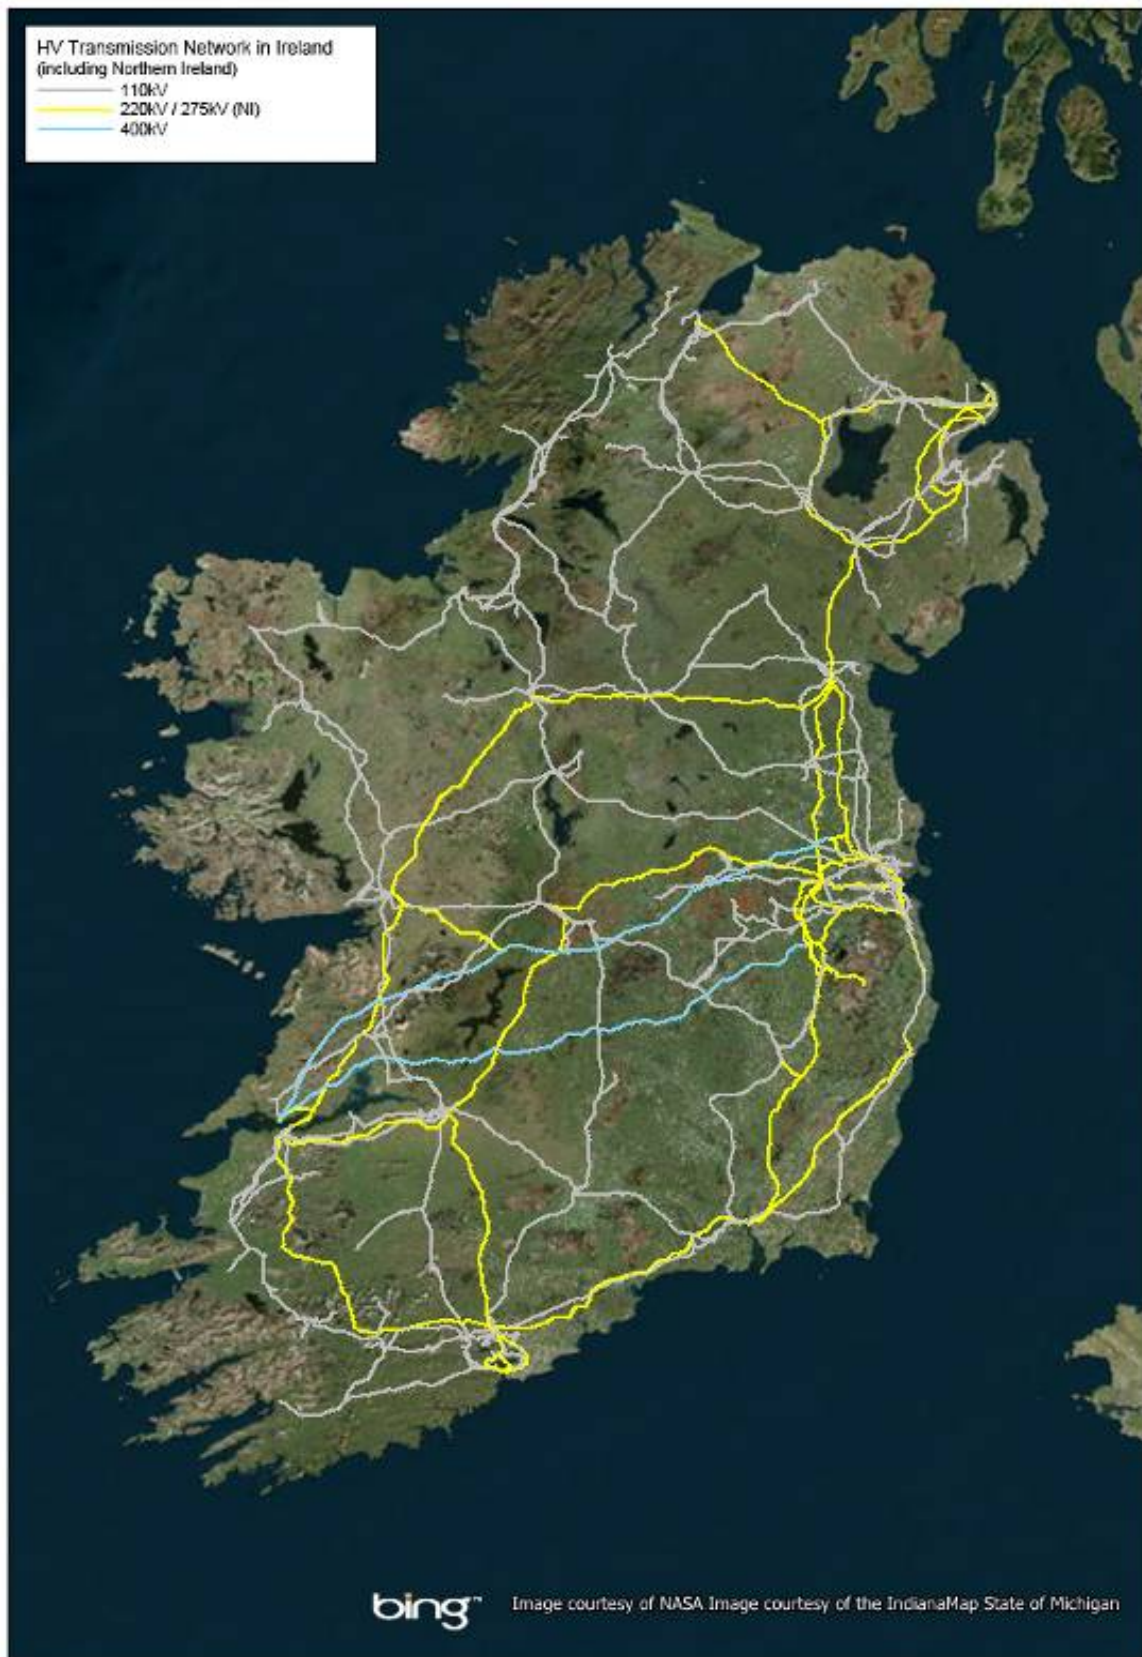 HV Transmission Network in Ireland
(including Northern Ireland)
110kV
220kV / 275kV (NI)
400kV
bing™ Image courtesy of NASA Image courtesy of the IndianaMap State of Michigan